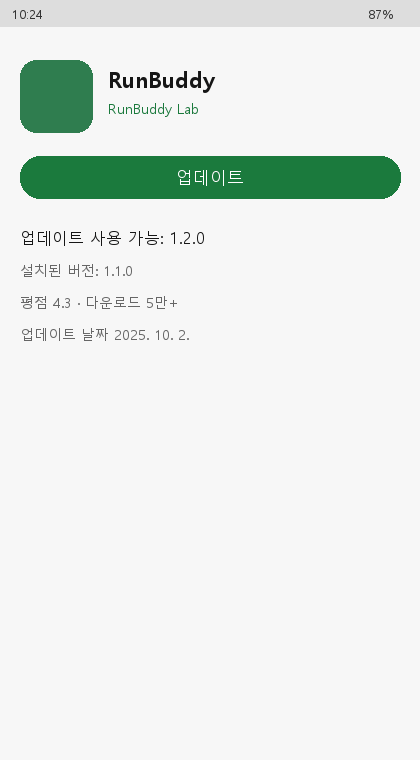 10:24 87%
RunBuddy
RunBuddy Lab
업데이트
업데이트 사용 가능: 1.2.0
설치된 버전: 1.1.0
평점 4.3 · 다운로드 5만+
업데이트 날짜 2025. 10. 2.